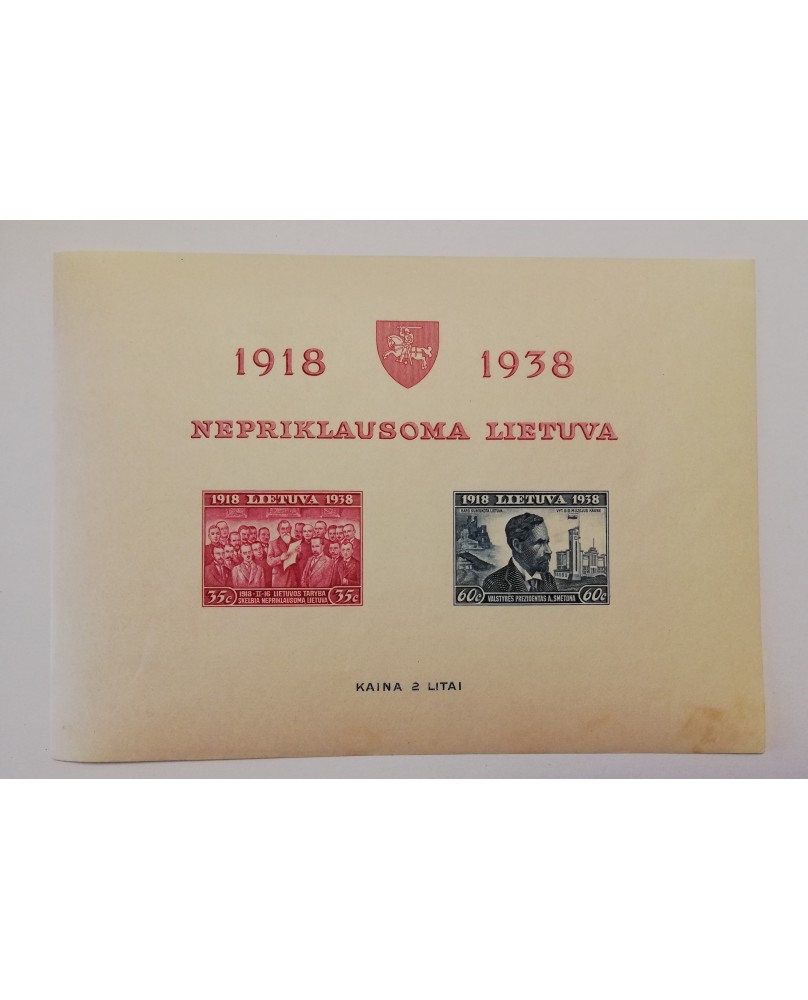 1918 1938
NEPRIKLAUSOMA LIETUVA
1918 LIETUVA 1938
35c 1918-II-16 LIETUVOS TARYBA 35c
SKELBIA NEPRIKLAUSOMĄ LIETUVĄ
1918 LIETUVA 1938
60c VALSTYBĖS PREZIDENTAS A. SMETONA 60c
KAINA 2 LITAI